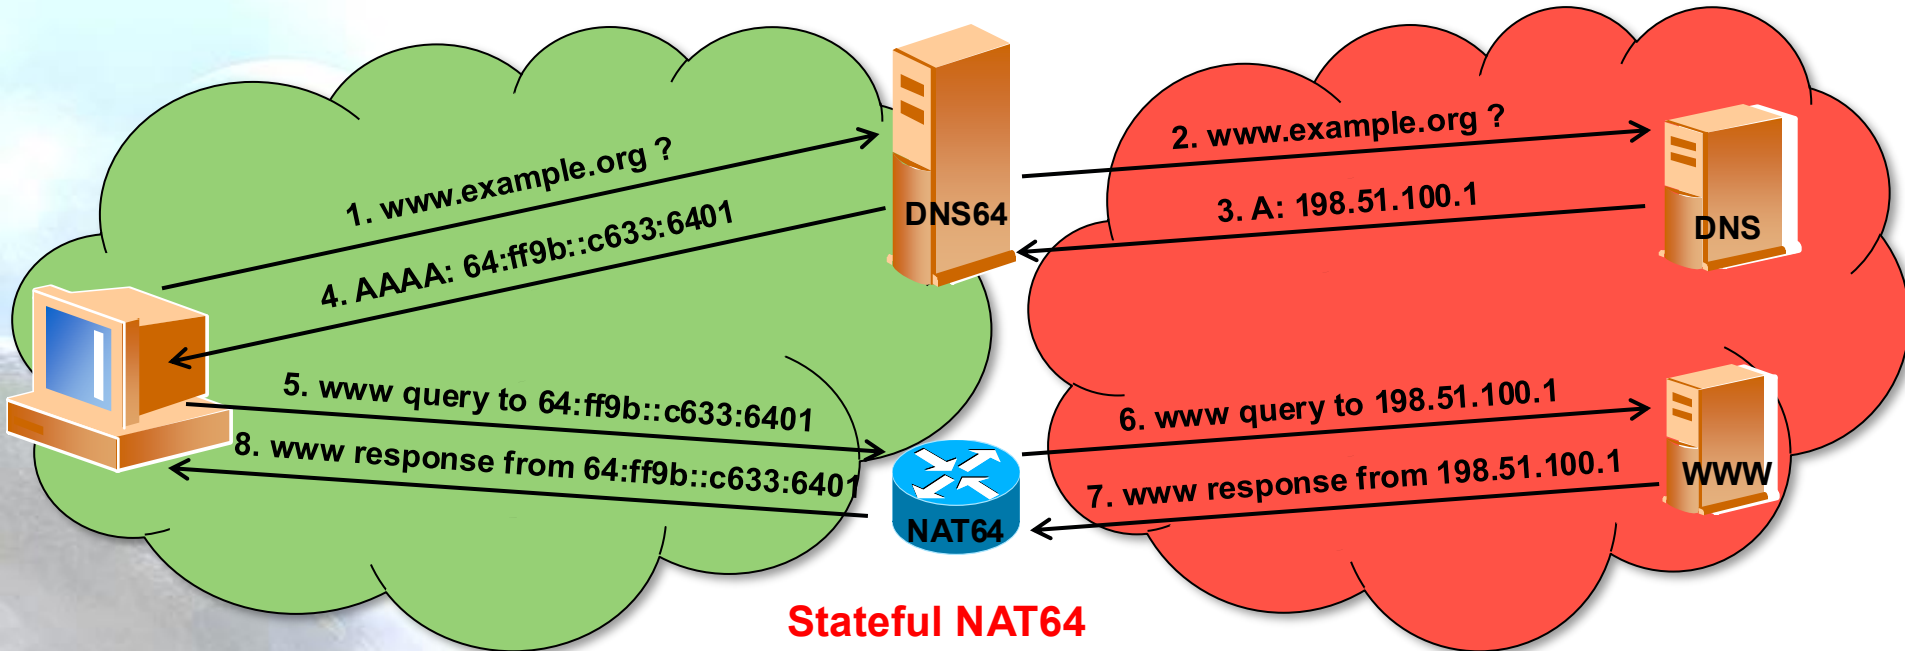 1. www.example.org ?
2. www.example.org ?
3. A: 198.51.100.1
4. AAAA: 64:ff9b::c633:6401
DNS64
DNS
5. www query to 64:ff9b::c633:6401
6. www query to 198.51.100.1
7. www response from 198.51.100.1
8. www response from 64:ff9b::c633:6401
WWW
NAT64
Stateful NAT64